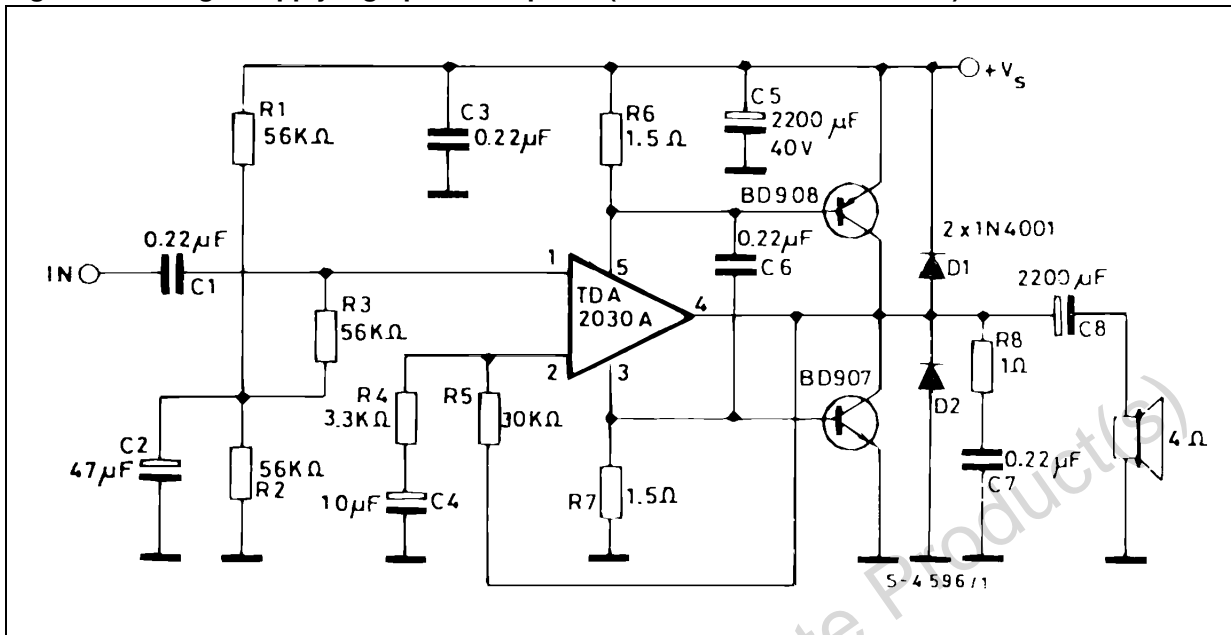 +Vs
R1
56KΩ
C3
0.22µF
R6
1.5 Ω
C5
2200 µF
40V
BD908
2 x 1N4001
0.22µF
IN
C1
1
5
TDA
2030A
4
0.22µF
C6
D1
2200 µF
C8
R3
56KΩ
2
3
R8
1Ω
R4
3.3KΩ
R5
30KΩ
BD907
D2
4Ω
C2
47µF
56KΩ
R2
10µF
C4
R7
1.5Ω
0.22µF
C7
S-4596/1
Product(s)